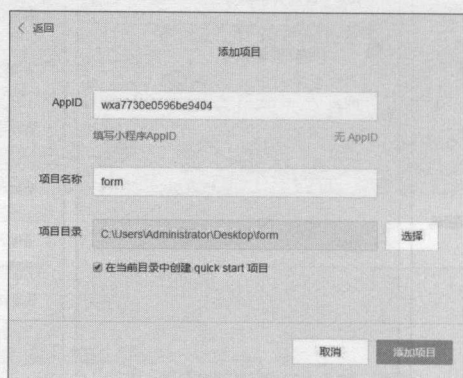 < 返回
添加项目
AppID wxa7730e0596be9404
填写小程序AppID 无 AppID
项目名称 form
项目目录 C:\Users\Administrator\Desktop\form 选择
在当前目录中创建 quick start 项目
取消 添加项目